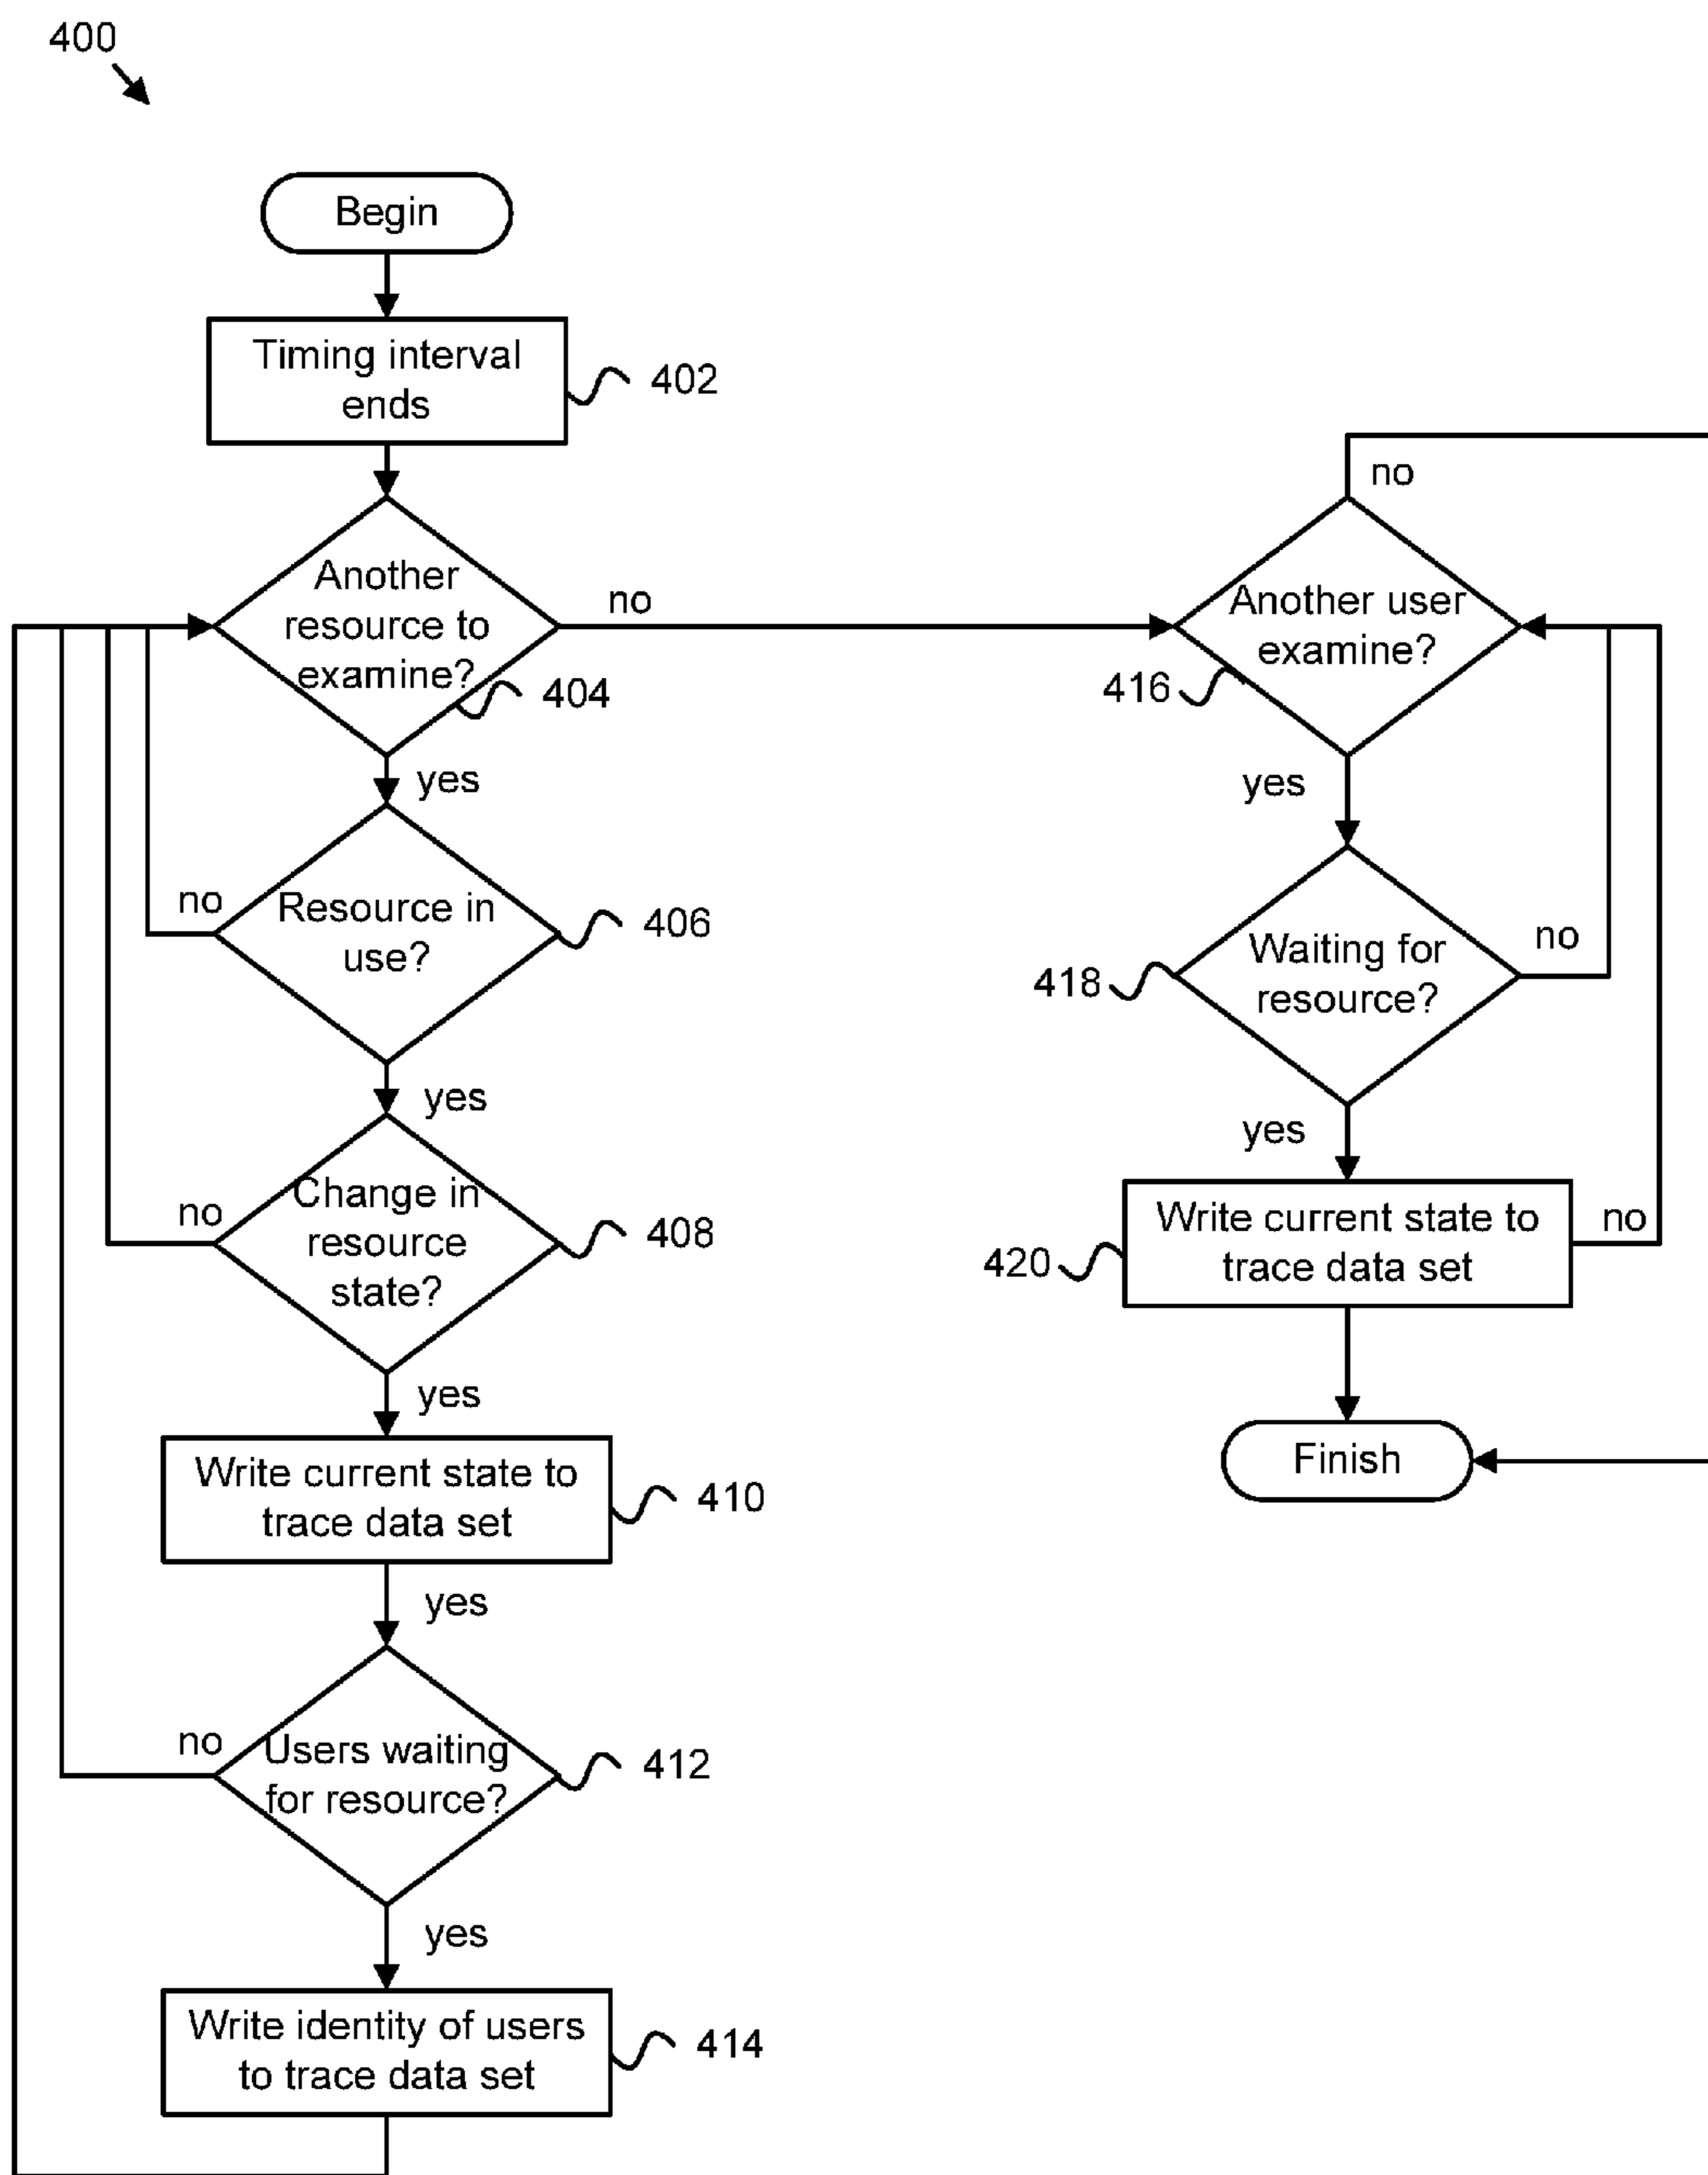 400
Begin
Timing interval
ends
402
Another
resource to
examine?
404
no
yes
Resource in
use?
406
no
yes
Change in
resource
state?
408
no
yes
Write current state to
trace data set
410
yes
Users waiting
for resource?
412
no
yes
Write identity of users
to trace data set
414
no
Another user
examine?
416
yes
Waiting for
resource?
418
no
yes
Write current state to
trace data set
420
no
Finish